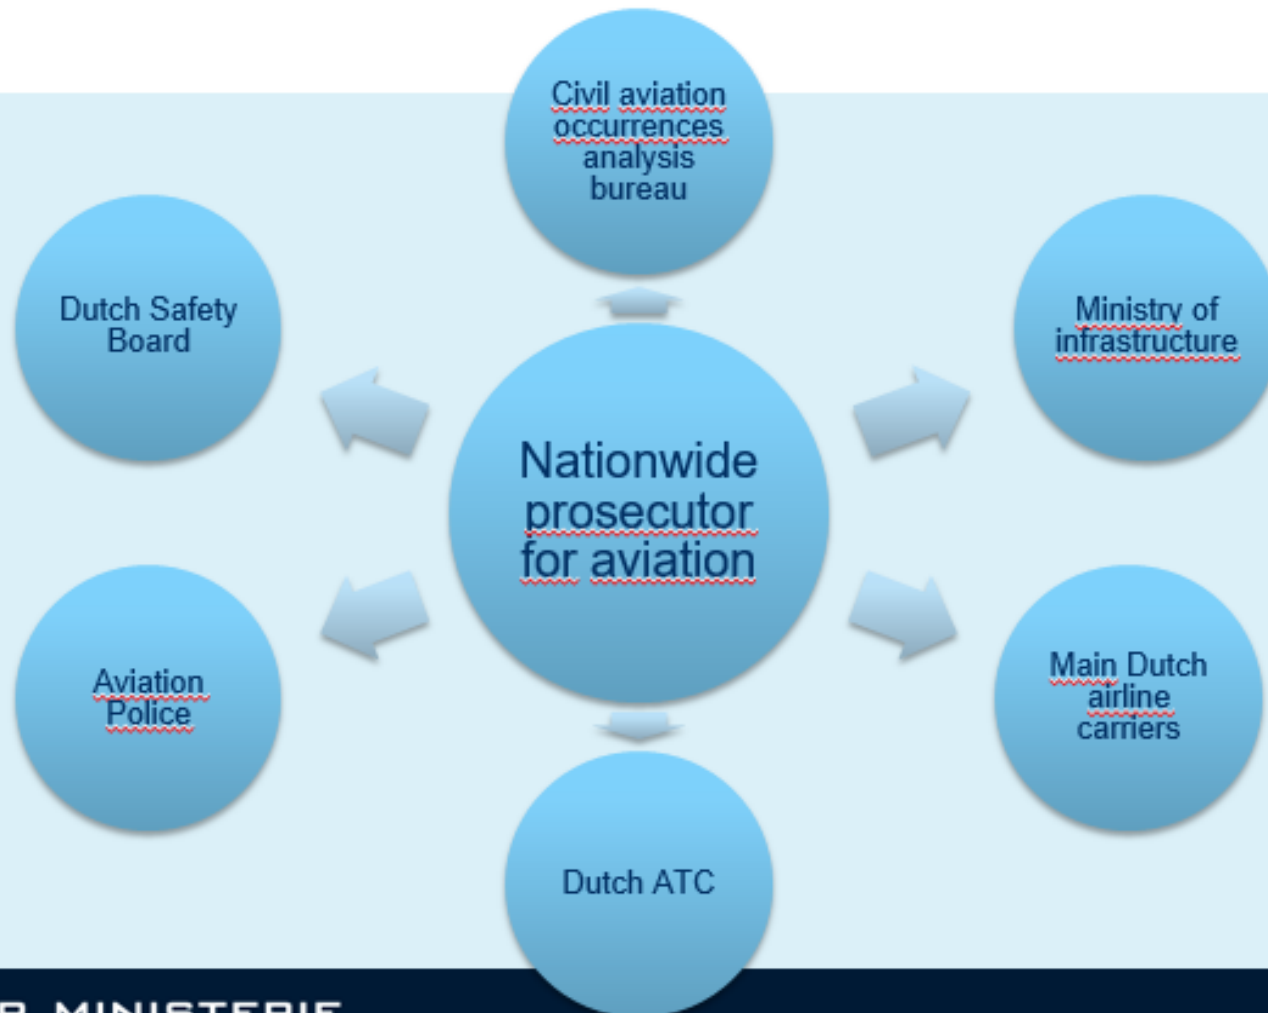 Civil aviation
occurrences
analysis
bureau
Dutch Safety
Board
Ministry of
infrastructure
Nationwide
prosecutor
for aviation
Aviation
Police
Main Dutch
airline
carriers
Dutch ATC
MINISTERIE